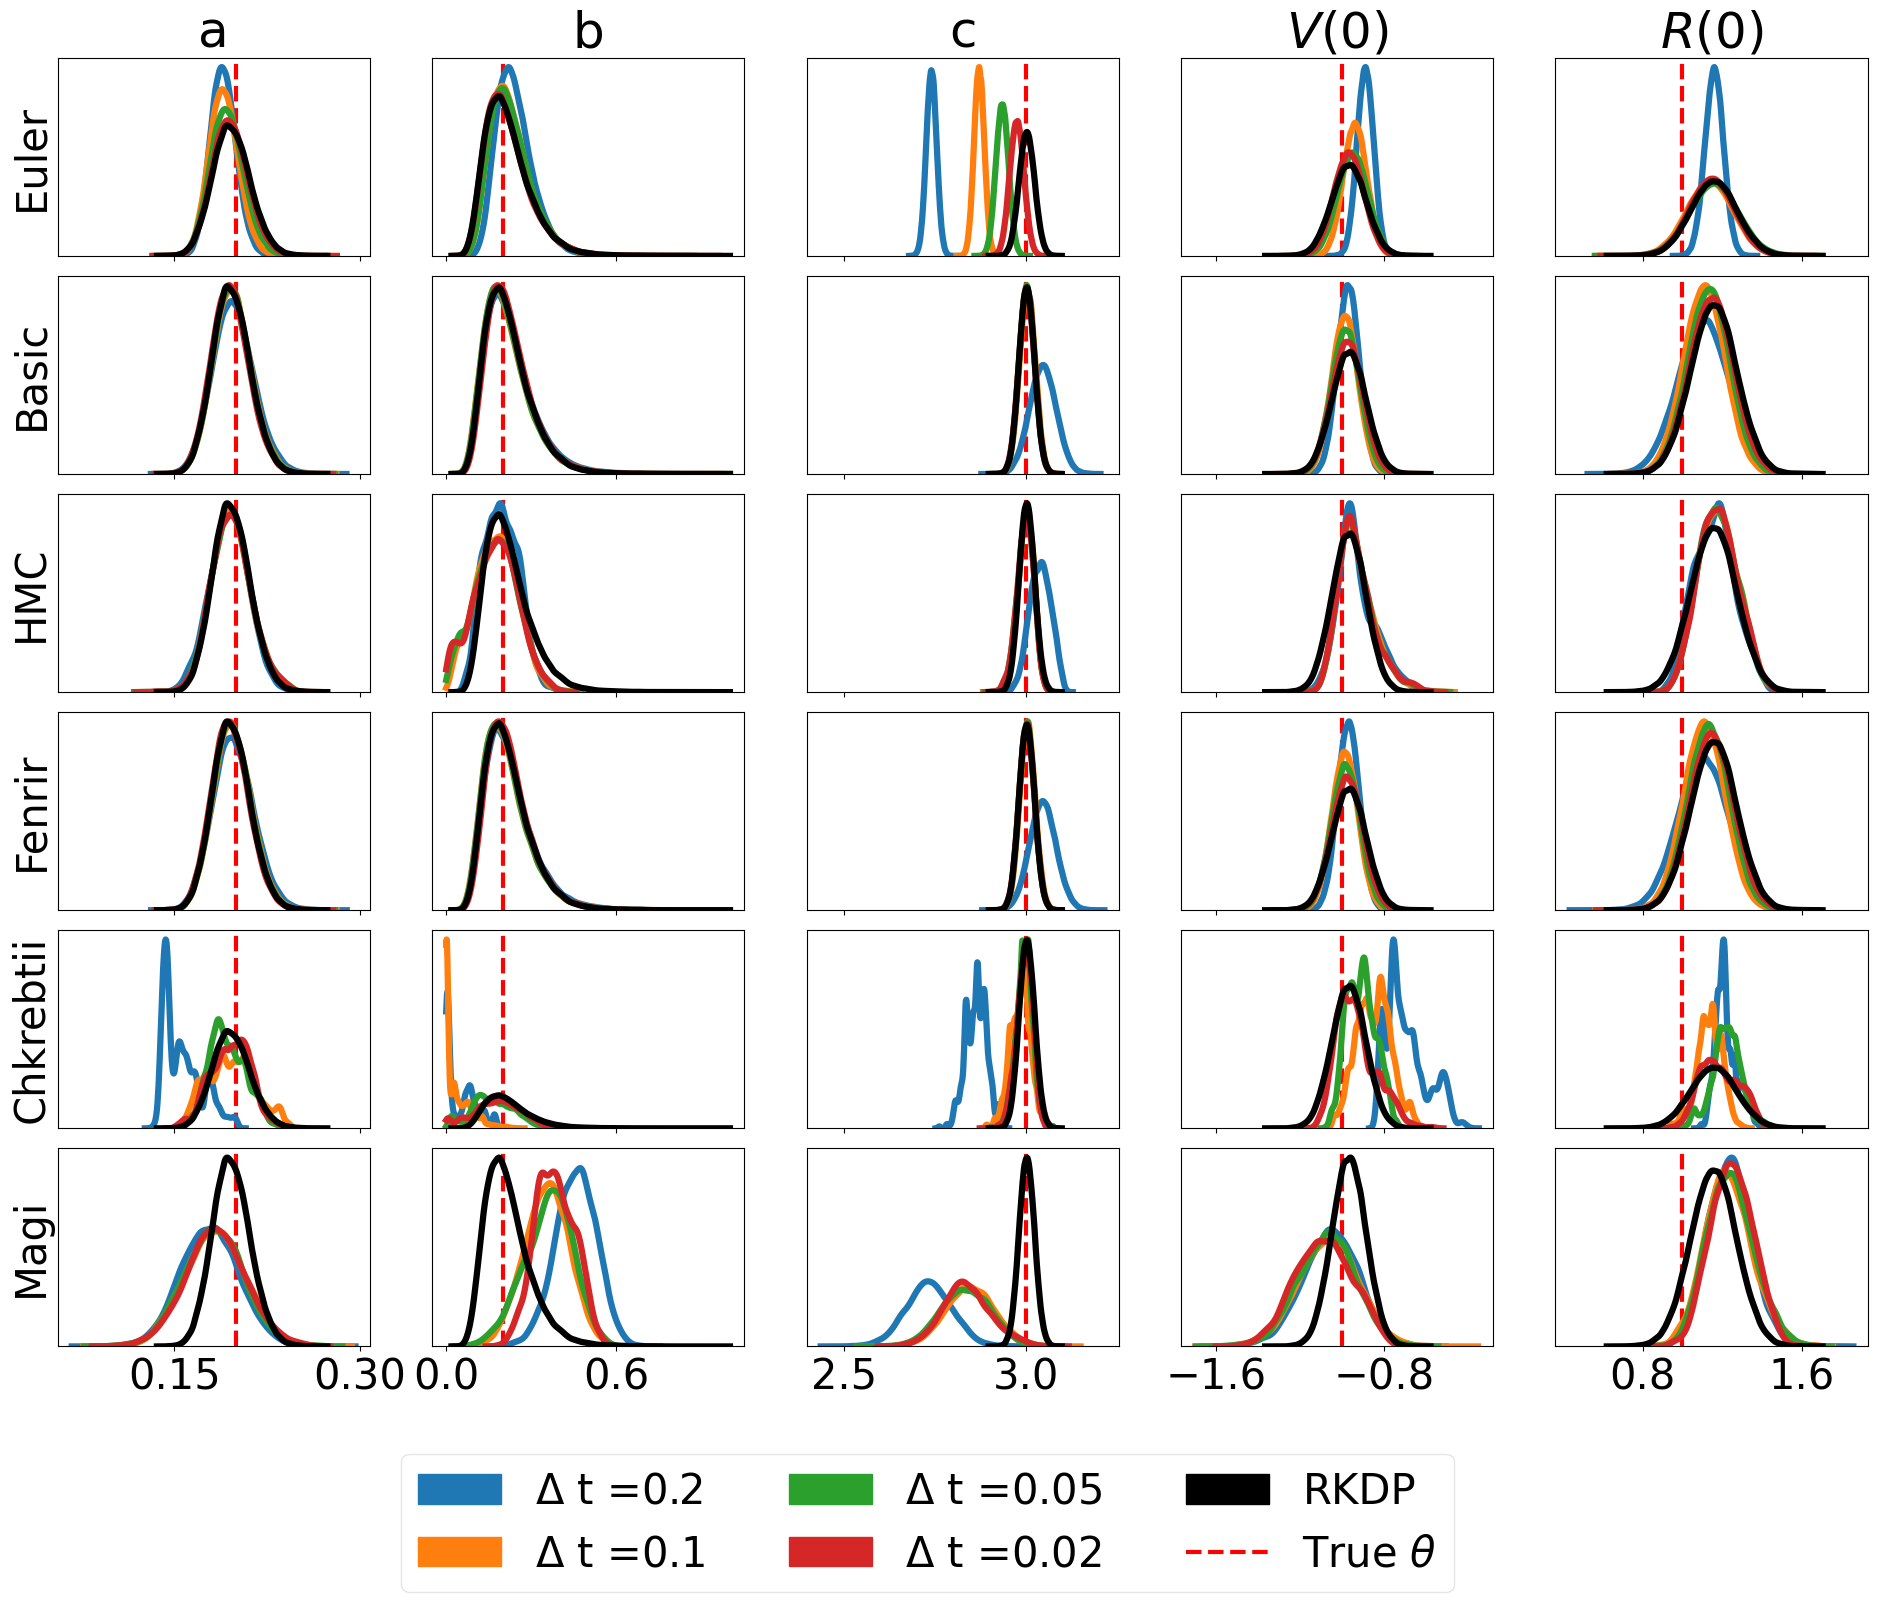 a b c V(0) R(0)
Euler
Basic
HMC
Fenrir
Chkrebtii
Magi
0.15 0.30 0.0 0.6 2.5 3.0 −1.6 −0.8 0.8 1.6
Δ t =0.2 Δ t =0.05 RKDP
Δ t =0.1 Δ t =0.02 True θ